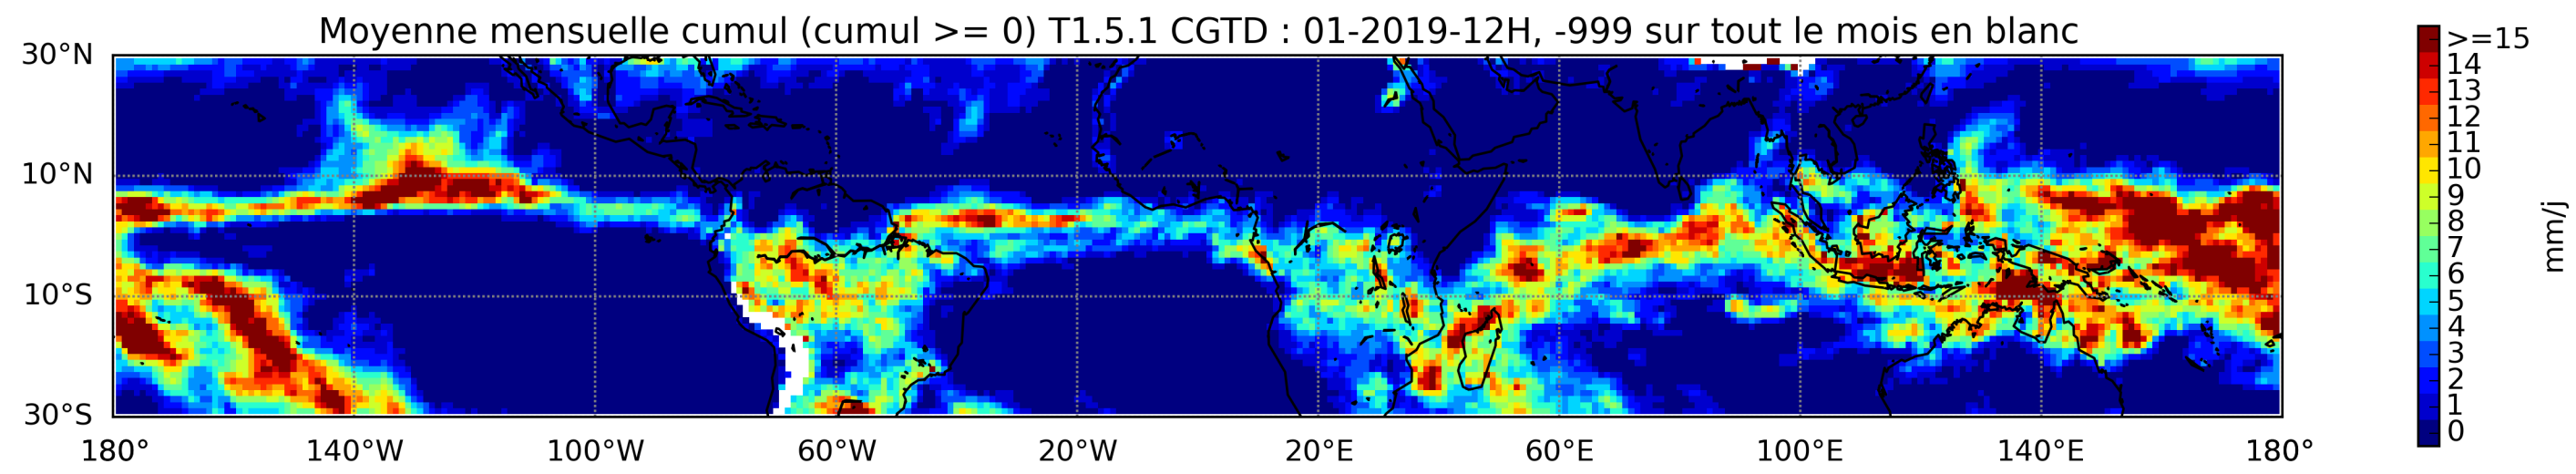 Moyenne mensuelle cumul (cumul >= 0) T1.5.1 CGTD : 01-2019-12H, -999 sur tout le mois en blanc
30°N
10°N
10°S
30°S
180° 140°W 100°W 60°W 20°W 20°E 60°E 100°E 140°E 180°
>=15
14
13
12
11
10
9
8
7
6
5
4
3
2
1
0
mm/j